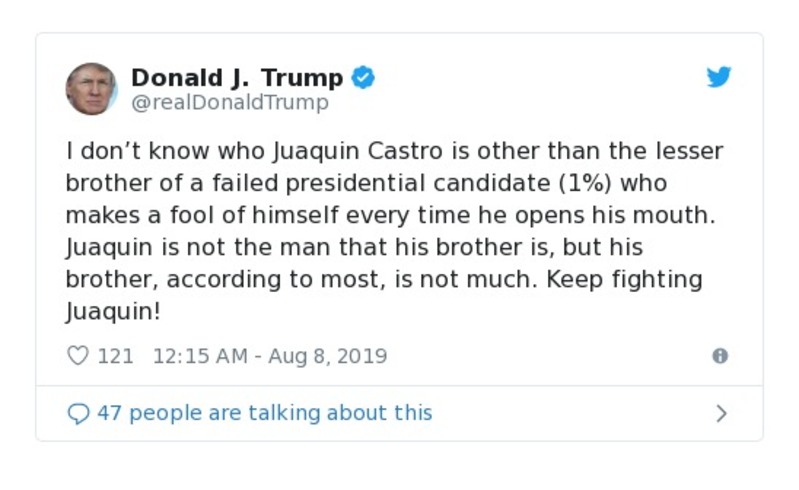 Donald J. Trump
@realDonaldTrump
I don’t know who Juaquin Castro is other than the lesser
brother of a failed presidential candidate (1%) who
makes a fool of himself every time he opens his mouth.
Juaquin is not the man that his brother is, but his
brother, according to most, is not much. Keep fighting
Juaquin!
121 12:15 AM - Aug 8, 2019
47 people are talking about this